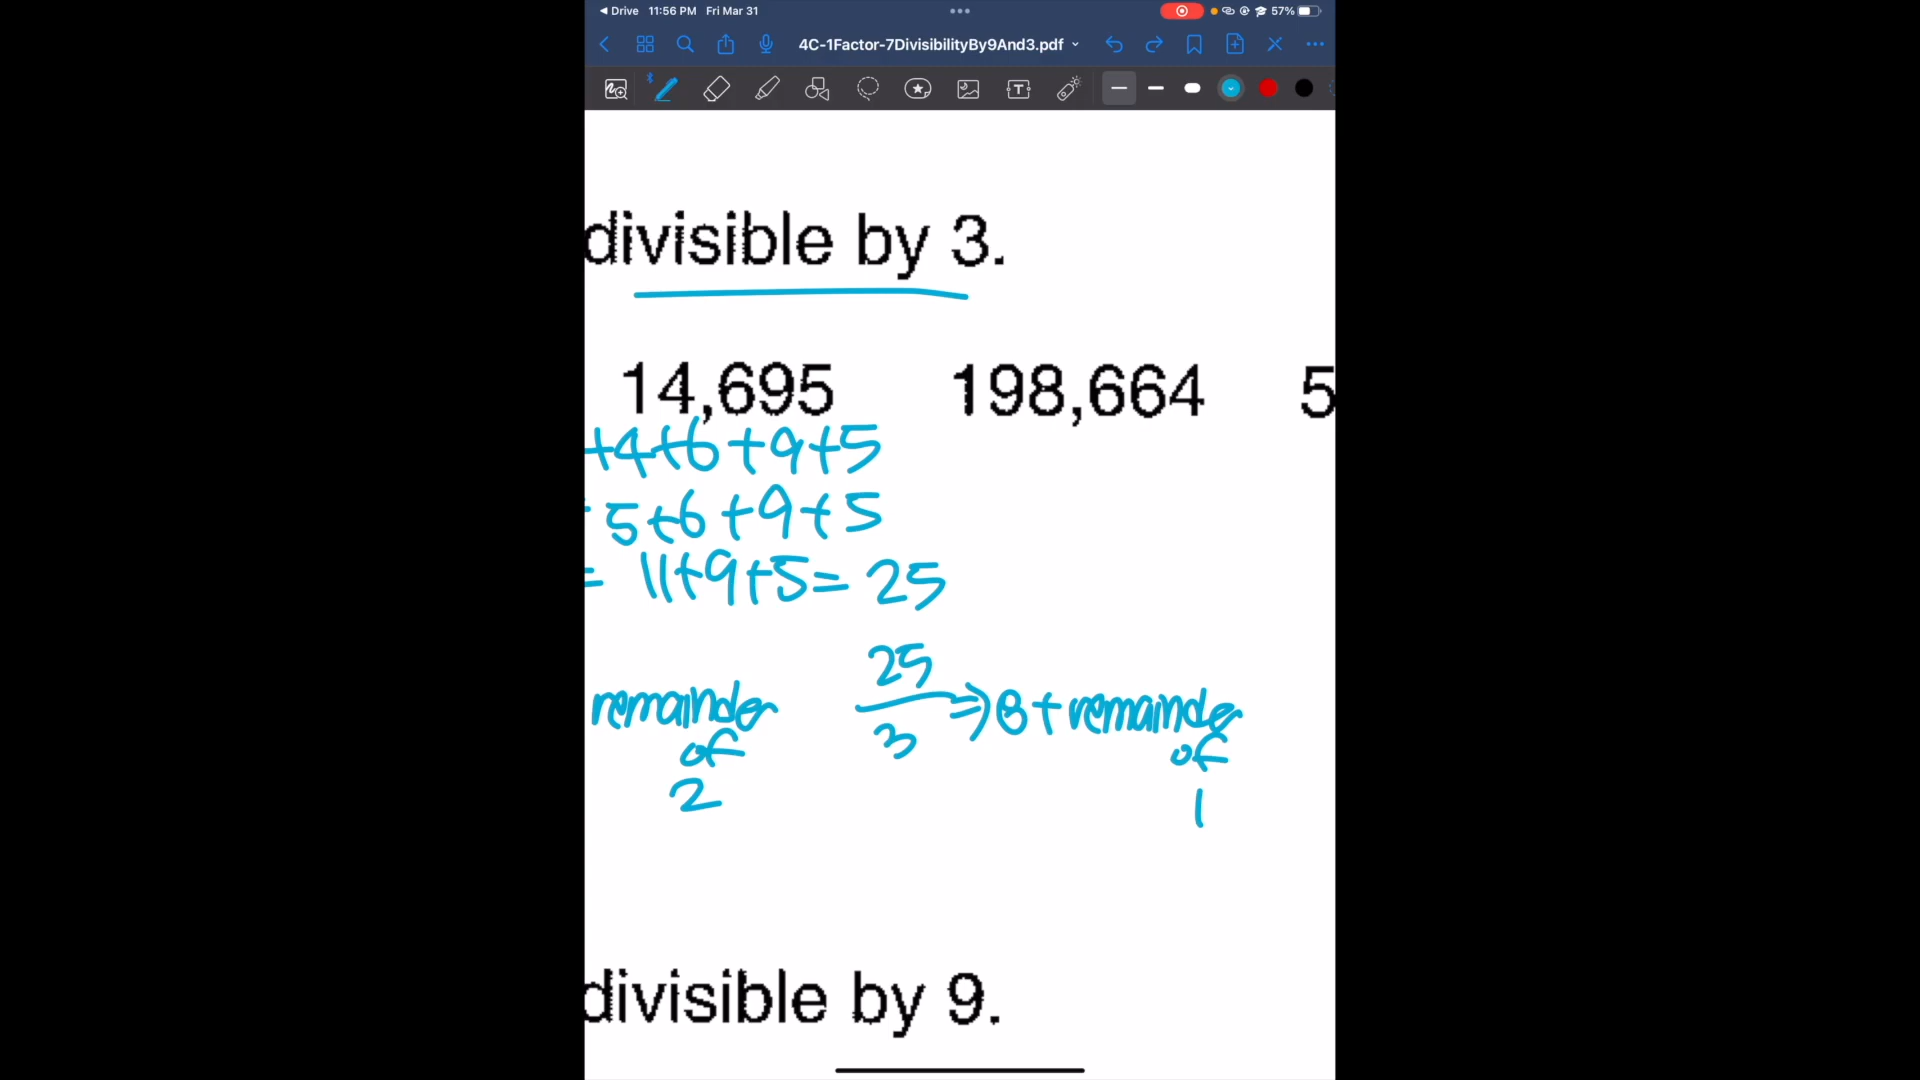 Drive 11:56 PM Fri Mar 31 57%
4C-1Factor-7DivisibilityBy9And3.pdf
divisible by 3.
14,695 198,664 5
+4+6+9+5
5+6+9+5
= 11+9+5= 25
remainder of 2
25/3 ⇒ 8+remainder of 1
divisible by 9.